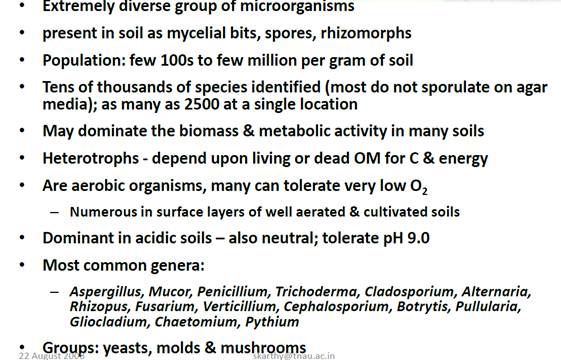 • Extremely diverse group of microorganisms
• present in soil as mycelial bits, spores, rhizomorphs
• Population: few 100s to few million per gram of soil
• Tens of thousands of species identified (most do not sporulate on agar
media); as many as 2500 at a single location
• May dominate the biomass & metabolic activity in many soils
• Heterotrophs - depend upon living or dead OM for C & energy
• Are aerobic organisms, many can tolerate very low O₂
– Numerous in surface layers of well aerated & cultivated soils
• Dominant in acidic soils – also neutral; tolerate pH 9.0
• Most common genera:
– Aspergillus, Mucor, Penicillium, Trichoderma, Cladosporium, Alternaria,
Rhizopus, Fusarium, Verticillium, Cephalosporium, Botrytis, Pullularia,
Gliocladium, Chaetomium, Pythium
• Groups: yeasts, molds & mushrooms
22 August skarthy@tnau.ac.in